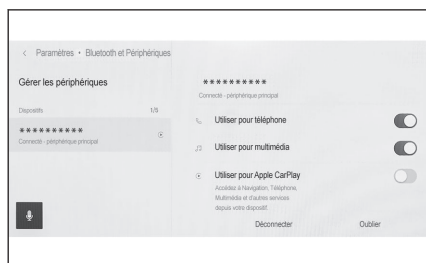 < Paramètres • Bluetooth et Périphériques
Gérer les périphériques
Dispositifs 1/5
**********
Connecté - périphérique principal
**********
Connecté - périphérique principal
Utiliser pour téléphone
Utiliser pour multimédia
Utiliser pour Apple CarPlay
Accédez à Navigation, Téléphone,
Multimédia et d'autres services
depuis votre dispositif.
Déconnecter Oublier